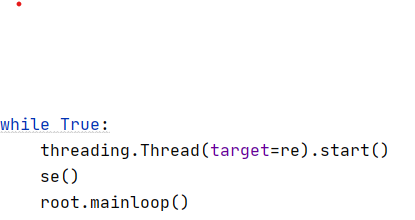 while True:
    threading.Thread(target=re).start()
    se()
    root.mainloop()